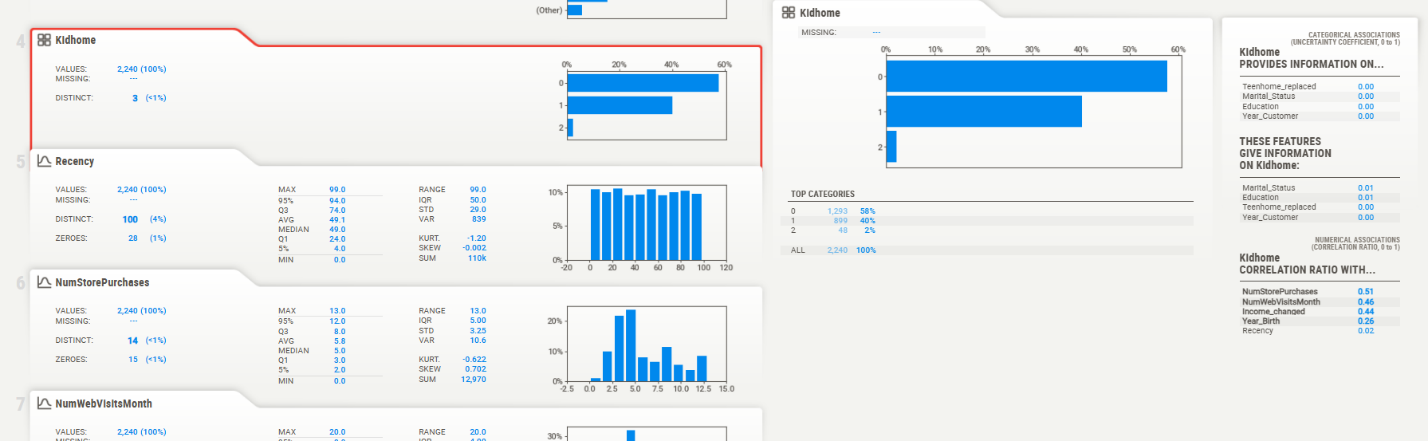 (Other)
4
KIdhome
VALUES: 2,240 (100%)
MISSING: ---
DISTINCT: 3 (<1%)
0% 20% 40% 60%
0
1
2
5
Recency
VALUES: 2,240 (100%)
MISSING: ---
DISTINCT: 100 (4%)
ZEROES: 28 (1%)
MAX 99.0
95% 94.0
Q3 74.0
AVG 49.1
MEDIAN 49.0
Q1 24.0
5% 4.0
MIN 0.0
RANGE 99.0
IQR 50.0
STD 29.0
VAR 839
KURT. -1.20
SKEW -0.002
SUM 110k
10%
5%
0%
-20 0 20 40 60 80 100 120
6
NumStorePurchases
VALUES: 2,240 (100%)
MISSING: ---
DISTINCT: 14 (<1%)
ZEROES: 15 (<1%)
MAX 13.0
95% 12.0
Q3 8.0
AVG 5.8
MEDIAN 5.0
Q1 3.0
5% 2.0
MIN 0.0
RANGE 13.0
IQR 5.00
STD 3.25
VAR 10.6
KURT. -0.622
SKEW 0.702
SUM 12,970
20%
10%
0%
-2.5 0.0 2.5 5.0 7.5 10.0 12.5 15.0
7
NumWebVisitsMonth
VALUES: 2,240 (100%)
MAX 20.0
RANGE 20.0
30%
KIdhome
MISSING: ---
0% 10% 20% 30% 40% 50% 60%
0
1
2
TOP CATEGORIES
0 1,293 58%
1 899 40%
2 48 2%
ALL 2,240 100%
CATEGORICAL ASSOCIATIONS
(UNCERTAINTY COEFFICIENT, 0 to 1)
KIdhome
PROVIDES INFORMATION ON...
Teenhome_replaced 0.00
Marital_Status 0.00
Education 0.00
Year_Customer 0.00
THESE FEATURES
GIVE INFORMATION
ON KIdhome:
Marital_Status 0.01
Education 0.01
Teenhome_replaced 0.00
Year_Customer 0.00
NUMERICAL ASSOCIATIONS
(CORRELATION RATIO, 0 to 1)
KIdhome
CORRELATION RATIO WITH...
NumStorePurchases 0.51
NumWebVisitsMonth 0.46
Income_changed 0.44
Year_Birth 0.26
Recency 0.02